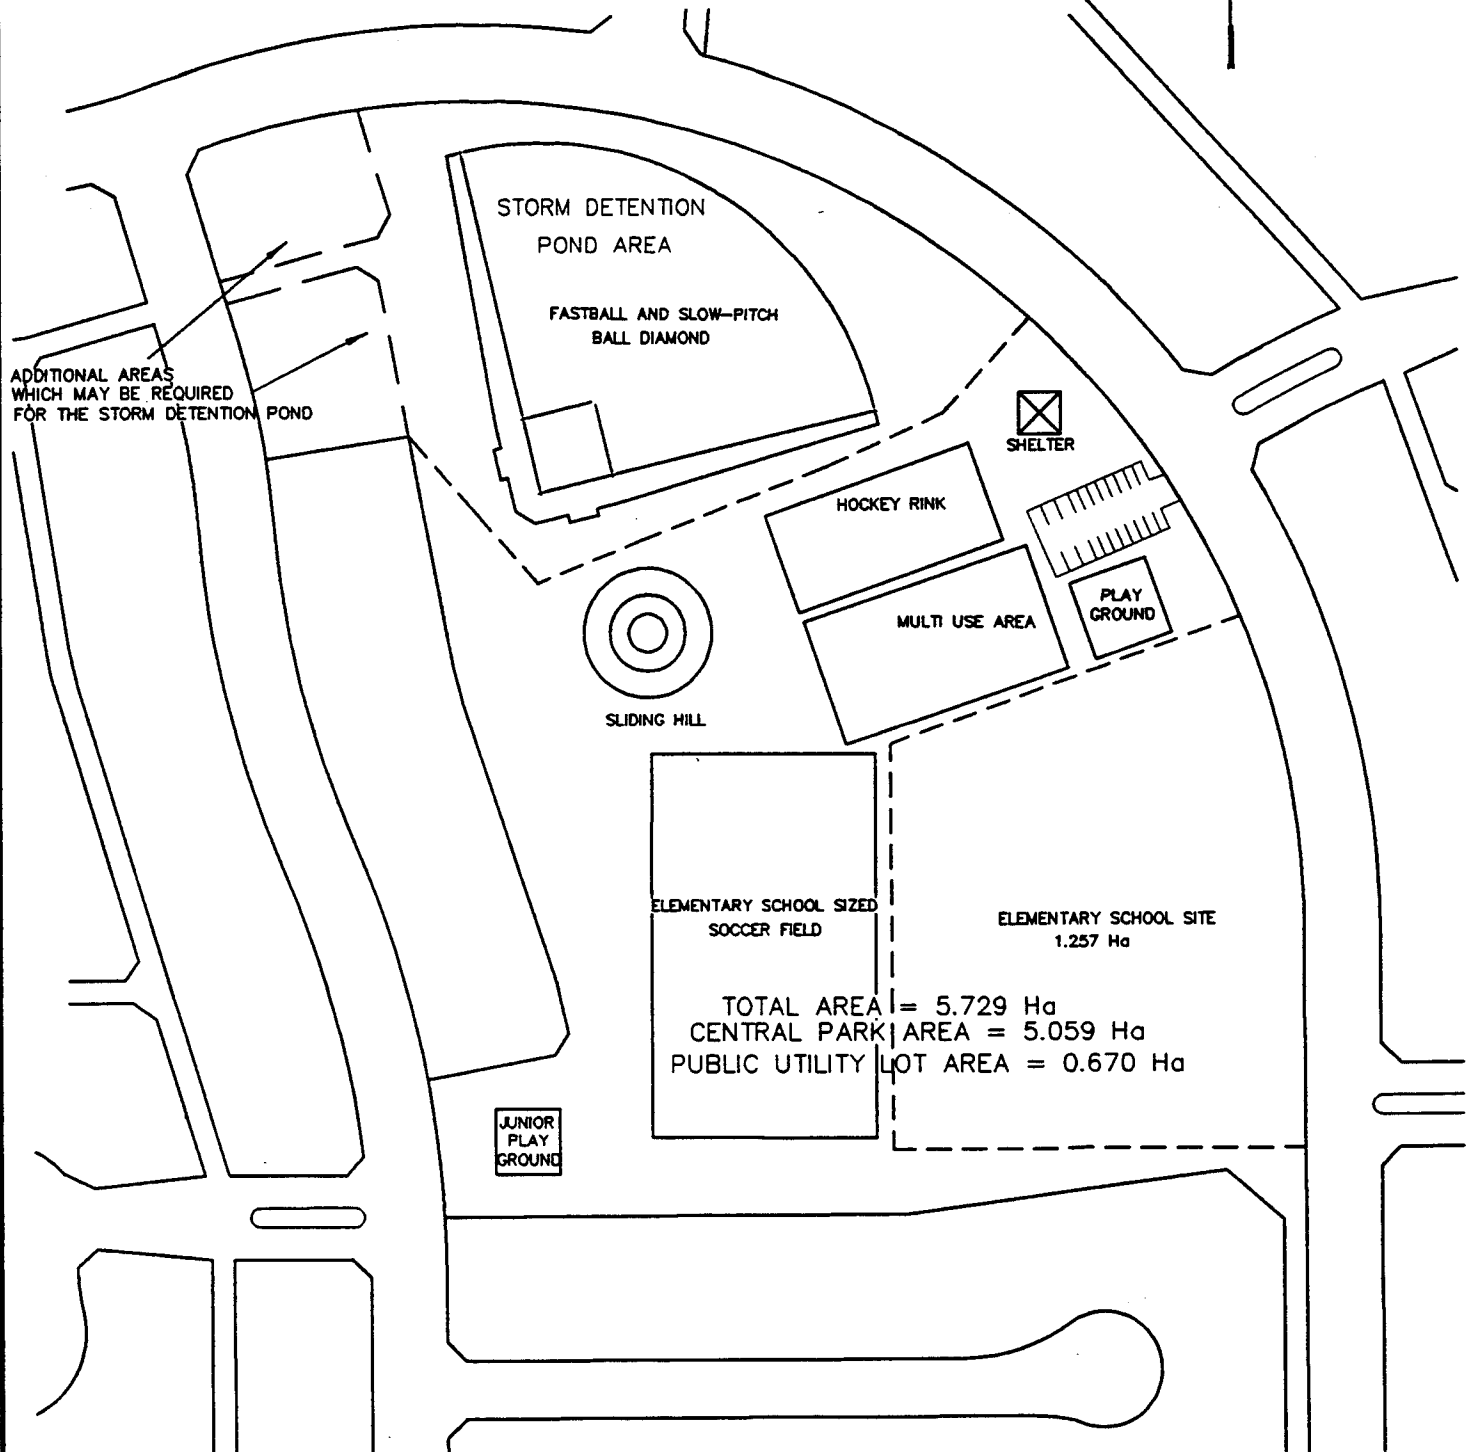 STORM DETENTION
POND AREA
FASTBALL AND SLOW-PITCH
BALL DIAMOND
ADDITIONAL AREAS
WHICH MAY BE REQUIRED
FOR THE STORM DETENTION POND
SHELTER
HOCKEY RINK
PLAY
GROUND
MULTI USE AREA
SLIDING HILL
ELEMENTARY SCHOOL SIZED
SOCCER FIELD
ELEMENTARY SCHOOL SITE
1.257 Ha
TOTAL AREA = 5.729 Ha
CENTRAL PARK AREA = 5.059 Ha
PUBLIC UTILITY LOT AREA = 0.670 Ha
JUNIOR
PLAY
GROUND